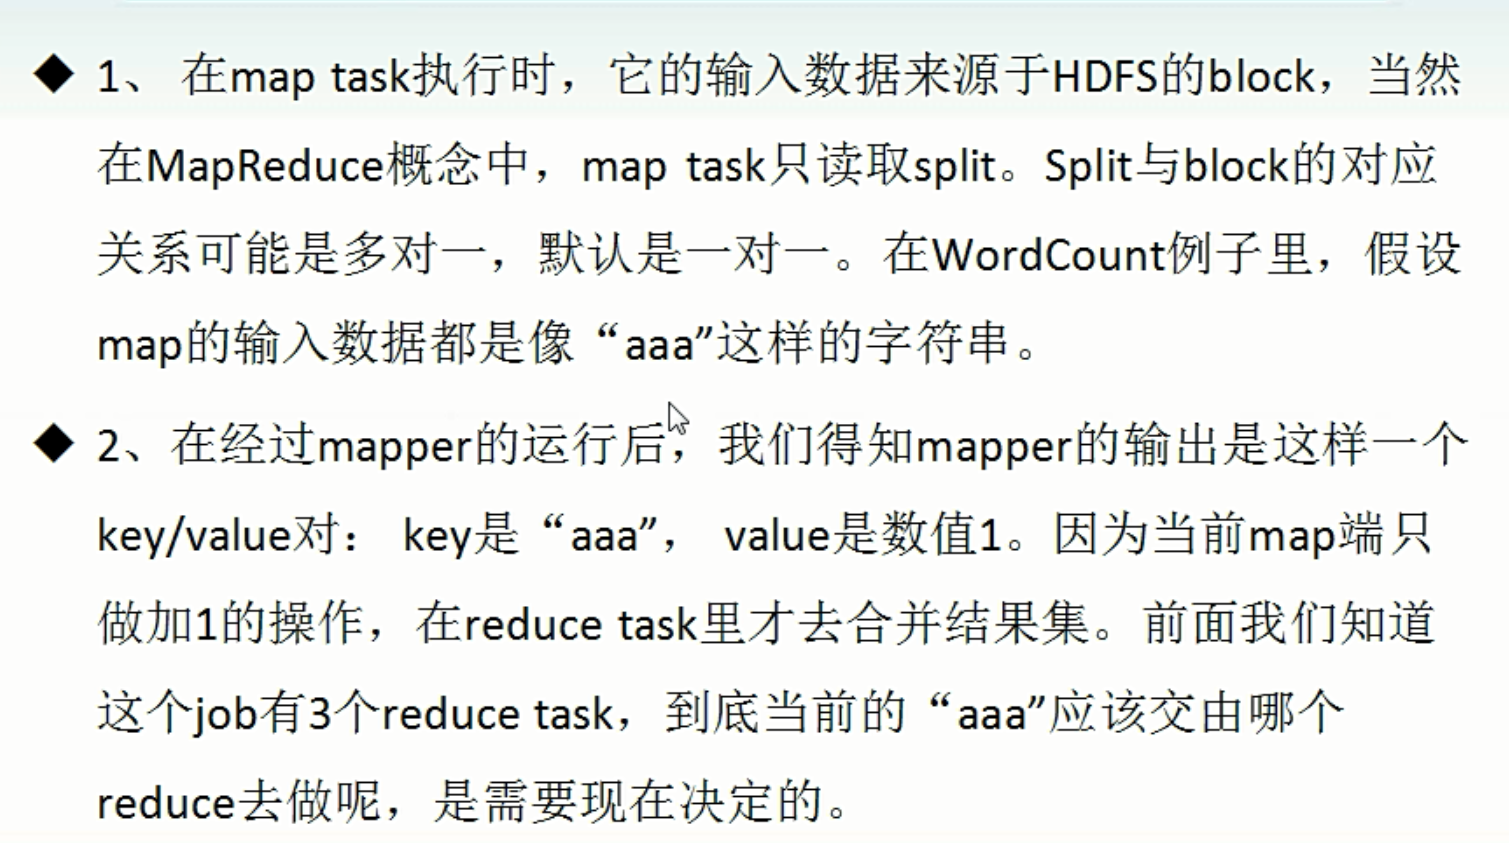 ◆ 1、 在map task执行时，它的输入数据来源于HDFS的block，当然
在MapReduce概念中，map task只读取split。Split与block的对应
关系可能是多对一，默认是一对一。在WordCount例子里，假设
map的输入数据都是像“aaa”这样的字符串。
◆ 2、在经过mapper的运行后，我们得知mapper的输出是这样一个
key/value对： key是“aaa”， value是数值1。因为当前map端只
做加1的操作，在reduce task里才去合并结果集。前面我们知道
这个job有3个reduce task，到底当前的“aaa”应该交由哪个
reduce去做呢，是需要现在决定的。